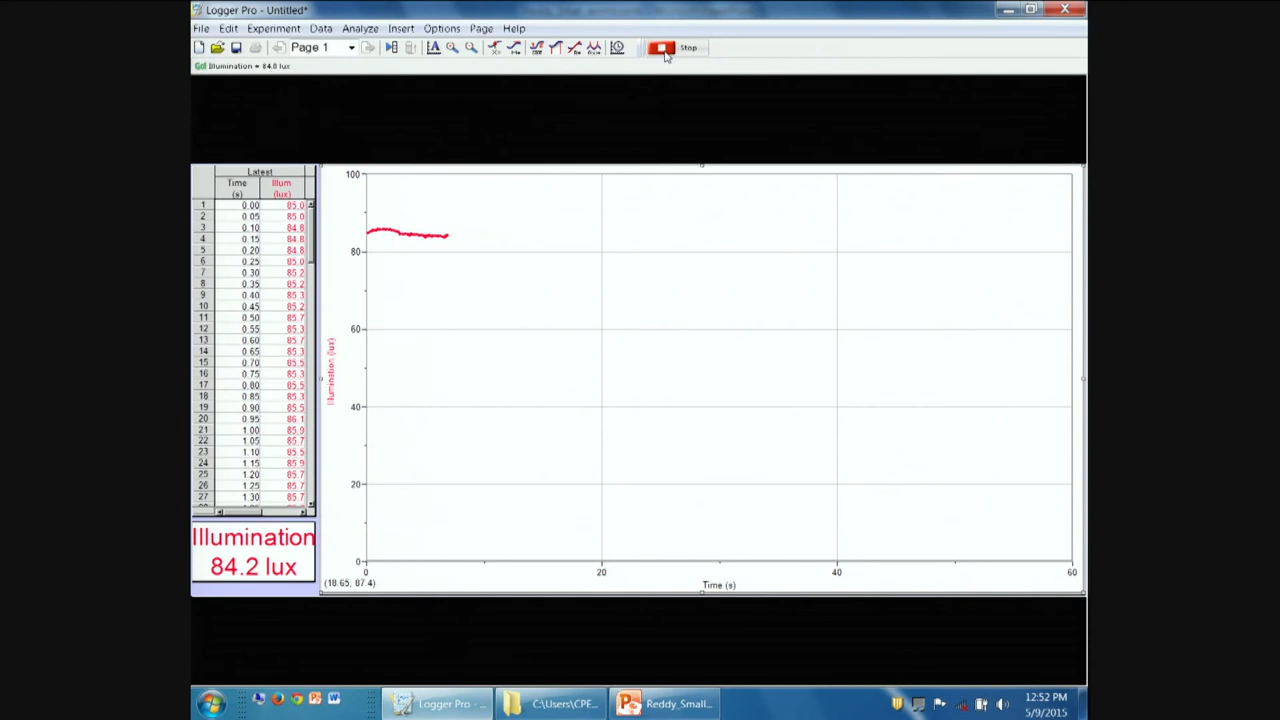 Logger Pro - Untitled*
File Edit Experiment Data Analyze Insert Options Page Help
Page 1
Stop
Go! Illumination = 84.0 lux
Latest
Time Illum
(s) (lux)
1 0.00 85.0
2 0.05 85.0
3 0.10 84.8
4 0.15 84.8
5 0.20 84.8
6 0.25 85.0
7 0.30 85.2
8 0.35 85.2
9 0.40 85.3
10 0.45 85.2
11 0.50 85.7
12 0.55 85.3
13 0.60 85.7
14 0.65 85.3
15 0.70 85.5
16 0.75 85.3
17 0.80 85.5
18 0.85 85.3
19 0.90 85.5
20 0.95 86.1
21 1.00 85.9
22 1.05 85.7
23 1.10 85.5
24 1.15 85.9
25 1.20 85.7
26 1.25 85.7
27 1.30 85.7
Illumination
84.2 lux
100
80
60
40
20
0
Illumination (lux)
0 20 40 60
(18.65, 87.4)
Time (s)
Logger Pro - ...
C:\Users\CPE...
Reddy_Small...
12:52 PM
5/9/2015